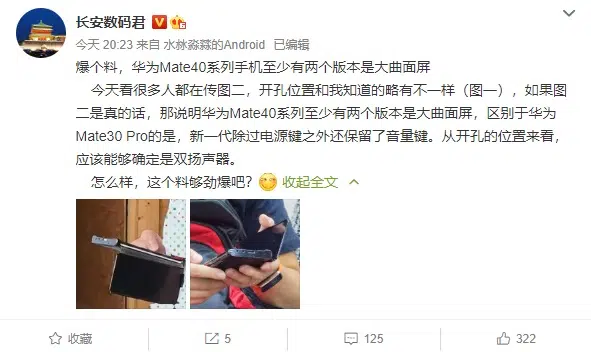 长安数码君
今天 20:23 来自 水林淼㵘的Android 已编辑
爆个料，华为Mate40系列手机至少有两个版本是大曲面屏
今天看很多人都在传图二，开孔位置和我知道的略有不一样（图一），如果图
二是真的话，那说明华为Mate40系列至少有两个版本是大曲面屏，区别于华为
Mate30 Pro的是，新一代除过电源键之外还保留了音量键。从开孔的位置来看，
应该能够确定是双扬声器。
怎么样，这个料够劲爆吧？ 收起全文
收藏 5 125 322